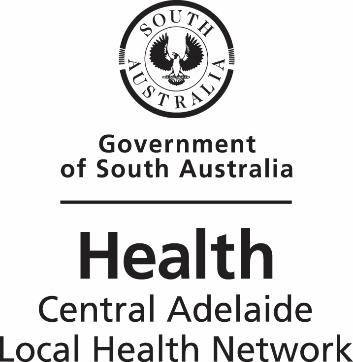 SOUTH
AUSTRALIA
Government
of South Australia
Health
Central Adelaide
Local Health Network